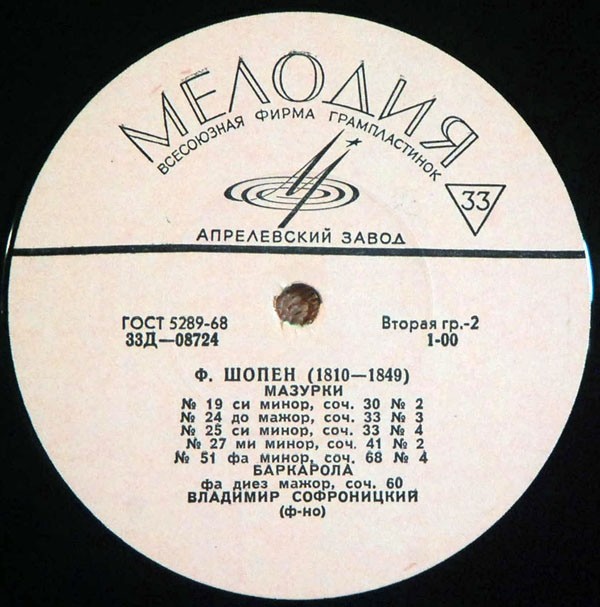 МЕЛОДИЯ
ВСЕСОЮЗНАЯ ФИРМА ГРАМПЛАСТИНОК
33
АПРЕЛЕВСКИЙ ЗАВОД
ГОСТ 5289-68
Вторая гр.-2
33Д—08724
1-00
Ф. ШОПЕН (1810—1849)
МАЗУРКИ
№ 19 си минор, соч. 30 № 2
№ 24 до мажор, соч. 33 № 3
№ 25 си минор, соч. 33 № 4
№ 27 ми минор, соч. 41 № 2
№ 51 фа минор, соч. 68 № 4
БАРКАРОЛА
фа диез мажор, соч. 60
ВЛАДИМИР СОФРОНИЦКИЙ
(ф-но)